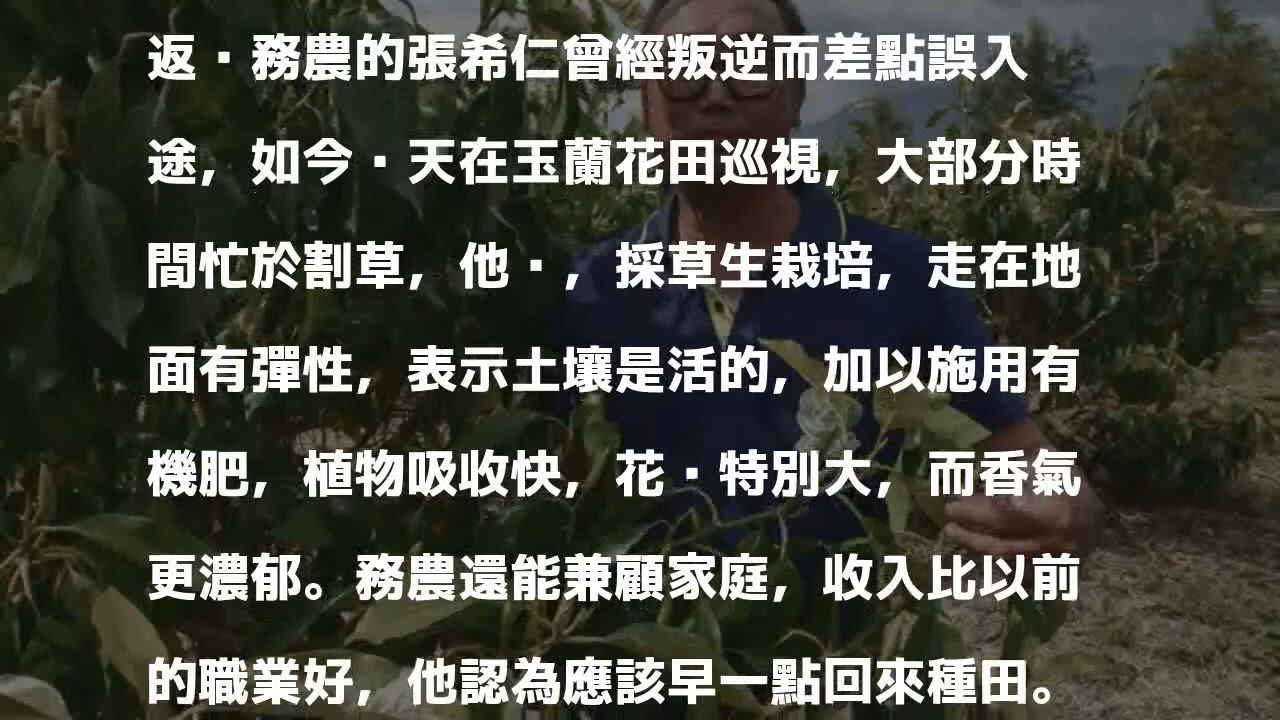 返·務農的張希仁曾經叛逆而差點誤入
途，如今·天在玉蘭花田巡視，大部分時
間忙於割草，他·，採草生栽培，走在地
面有彈性，表示土壤是活的，加以施用有
機肥，植物吸收快，花·特別大，而香氣
更濃郁。務農還能兼顧家庭，收入比以前
的職業好，他認為應該早一點回來種田。